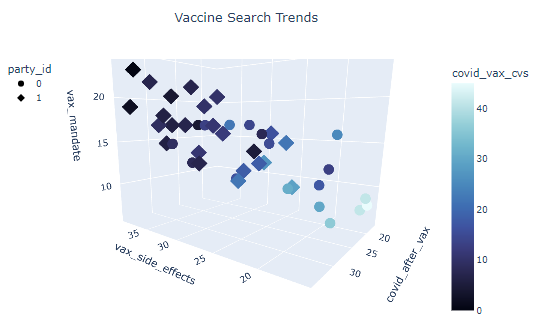 Vaccine Search Trends
party_id
0
1
covid_vax_cvs
40
30
20
10
0
vax_mandate
20
15
10
vax_side_effects
35
30
25
20
covid_after_vax
20
25
30